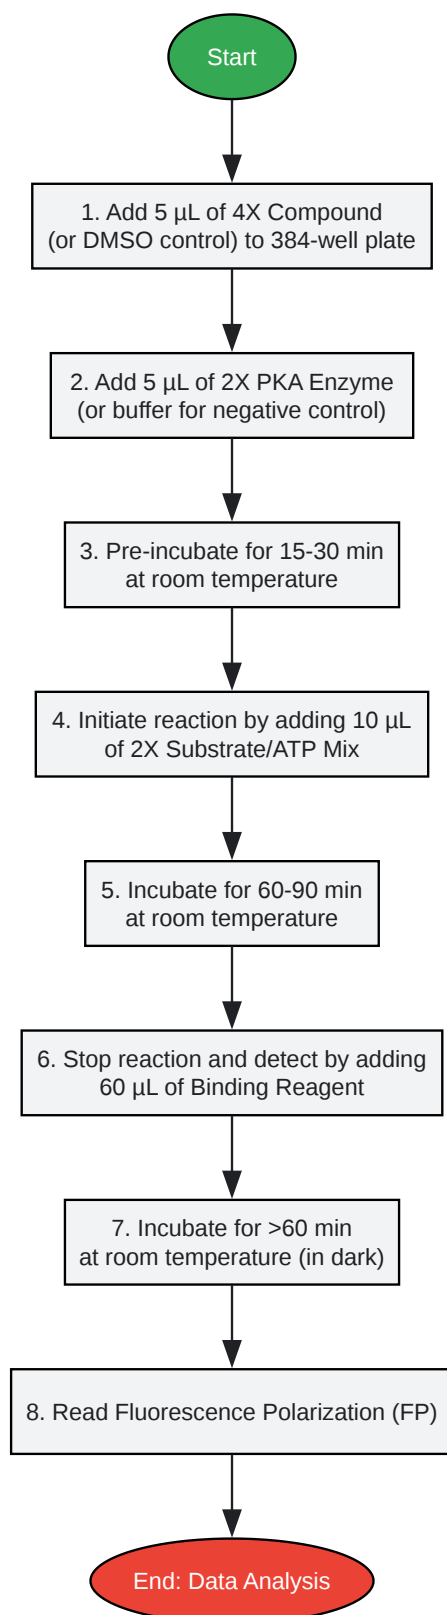 Start
1. Add 5 µL of 4X Compound
(or DMSO control) to 384-well plate
2. Add 5 µL of 2X PKA Enzyme
(or buffer for negative control)
3. Pre-incubate for 15-30 min
at room temperature
4. Initiate reaction by adding 10 µL
of 2X Substrate/ATP Mix
5. Incubate for 60-90 min
at room temperature
6. Stop reaction and detect by adding
60 µL of Binding Reagent
7. Incubate for >60 min
at room temperature (in dark)
8. Read Fluorescence Polarization (FP)
End: Data Analysis